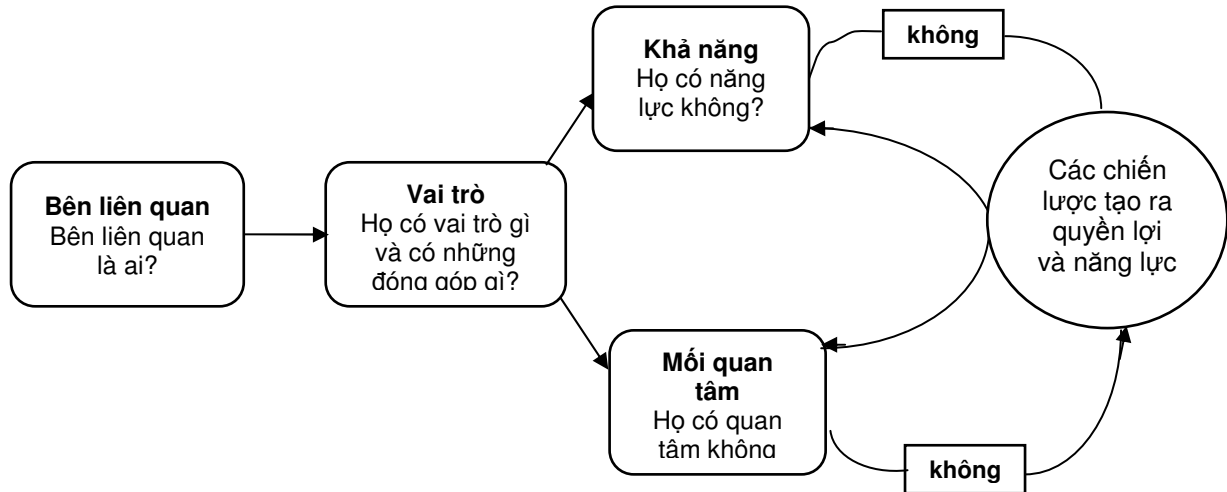 Bên liên quan
Bên liên quan
là ai?
Vai trò
Họ có vai trò gì
và có những
đóng góp gì?
Khả năng
Họ có năng
lực không?
không
Các chiến
lược tạo ra
quyền lợi
và năng lực
Mối quan
tâm
Họ có quan
tâm không
không